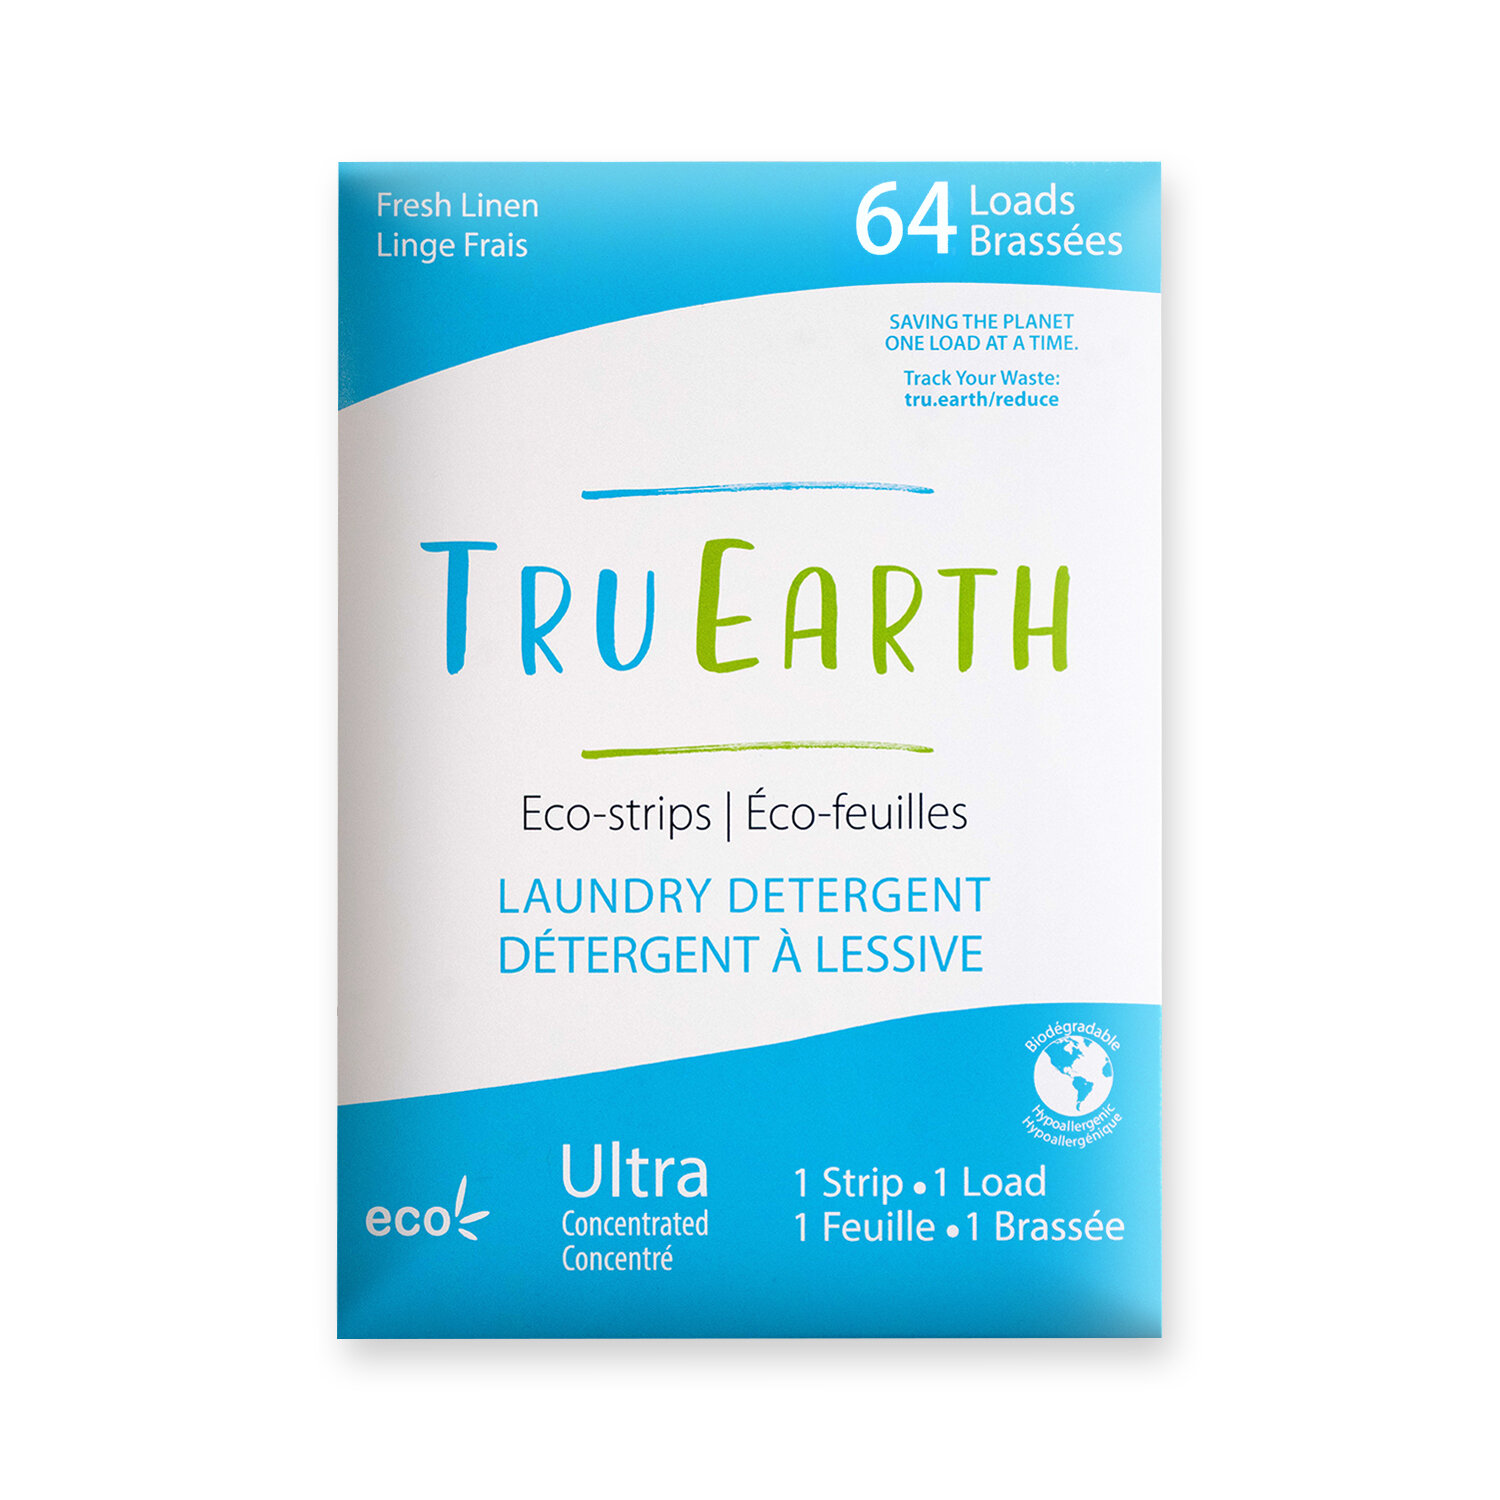 Fresh Linen
Linge Frais
64 Loads
Brassées
SAVING THE PLANET
ONE LOAD AT A TIME.
Track Your Waste:
tru.earth/reduce
TRUEARTH
Eco-strips | Éco-feuilles
LAUNDRY DETERGENT
DÉTERGENT À LESSIVE
Biodégradable
Hypoallergenic
Hypoallergénique
eco
Ultra
Concentrated
Concentré
1 Strip • 1 Load
1 Feuille • 1 Brassée